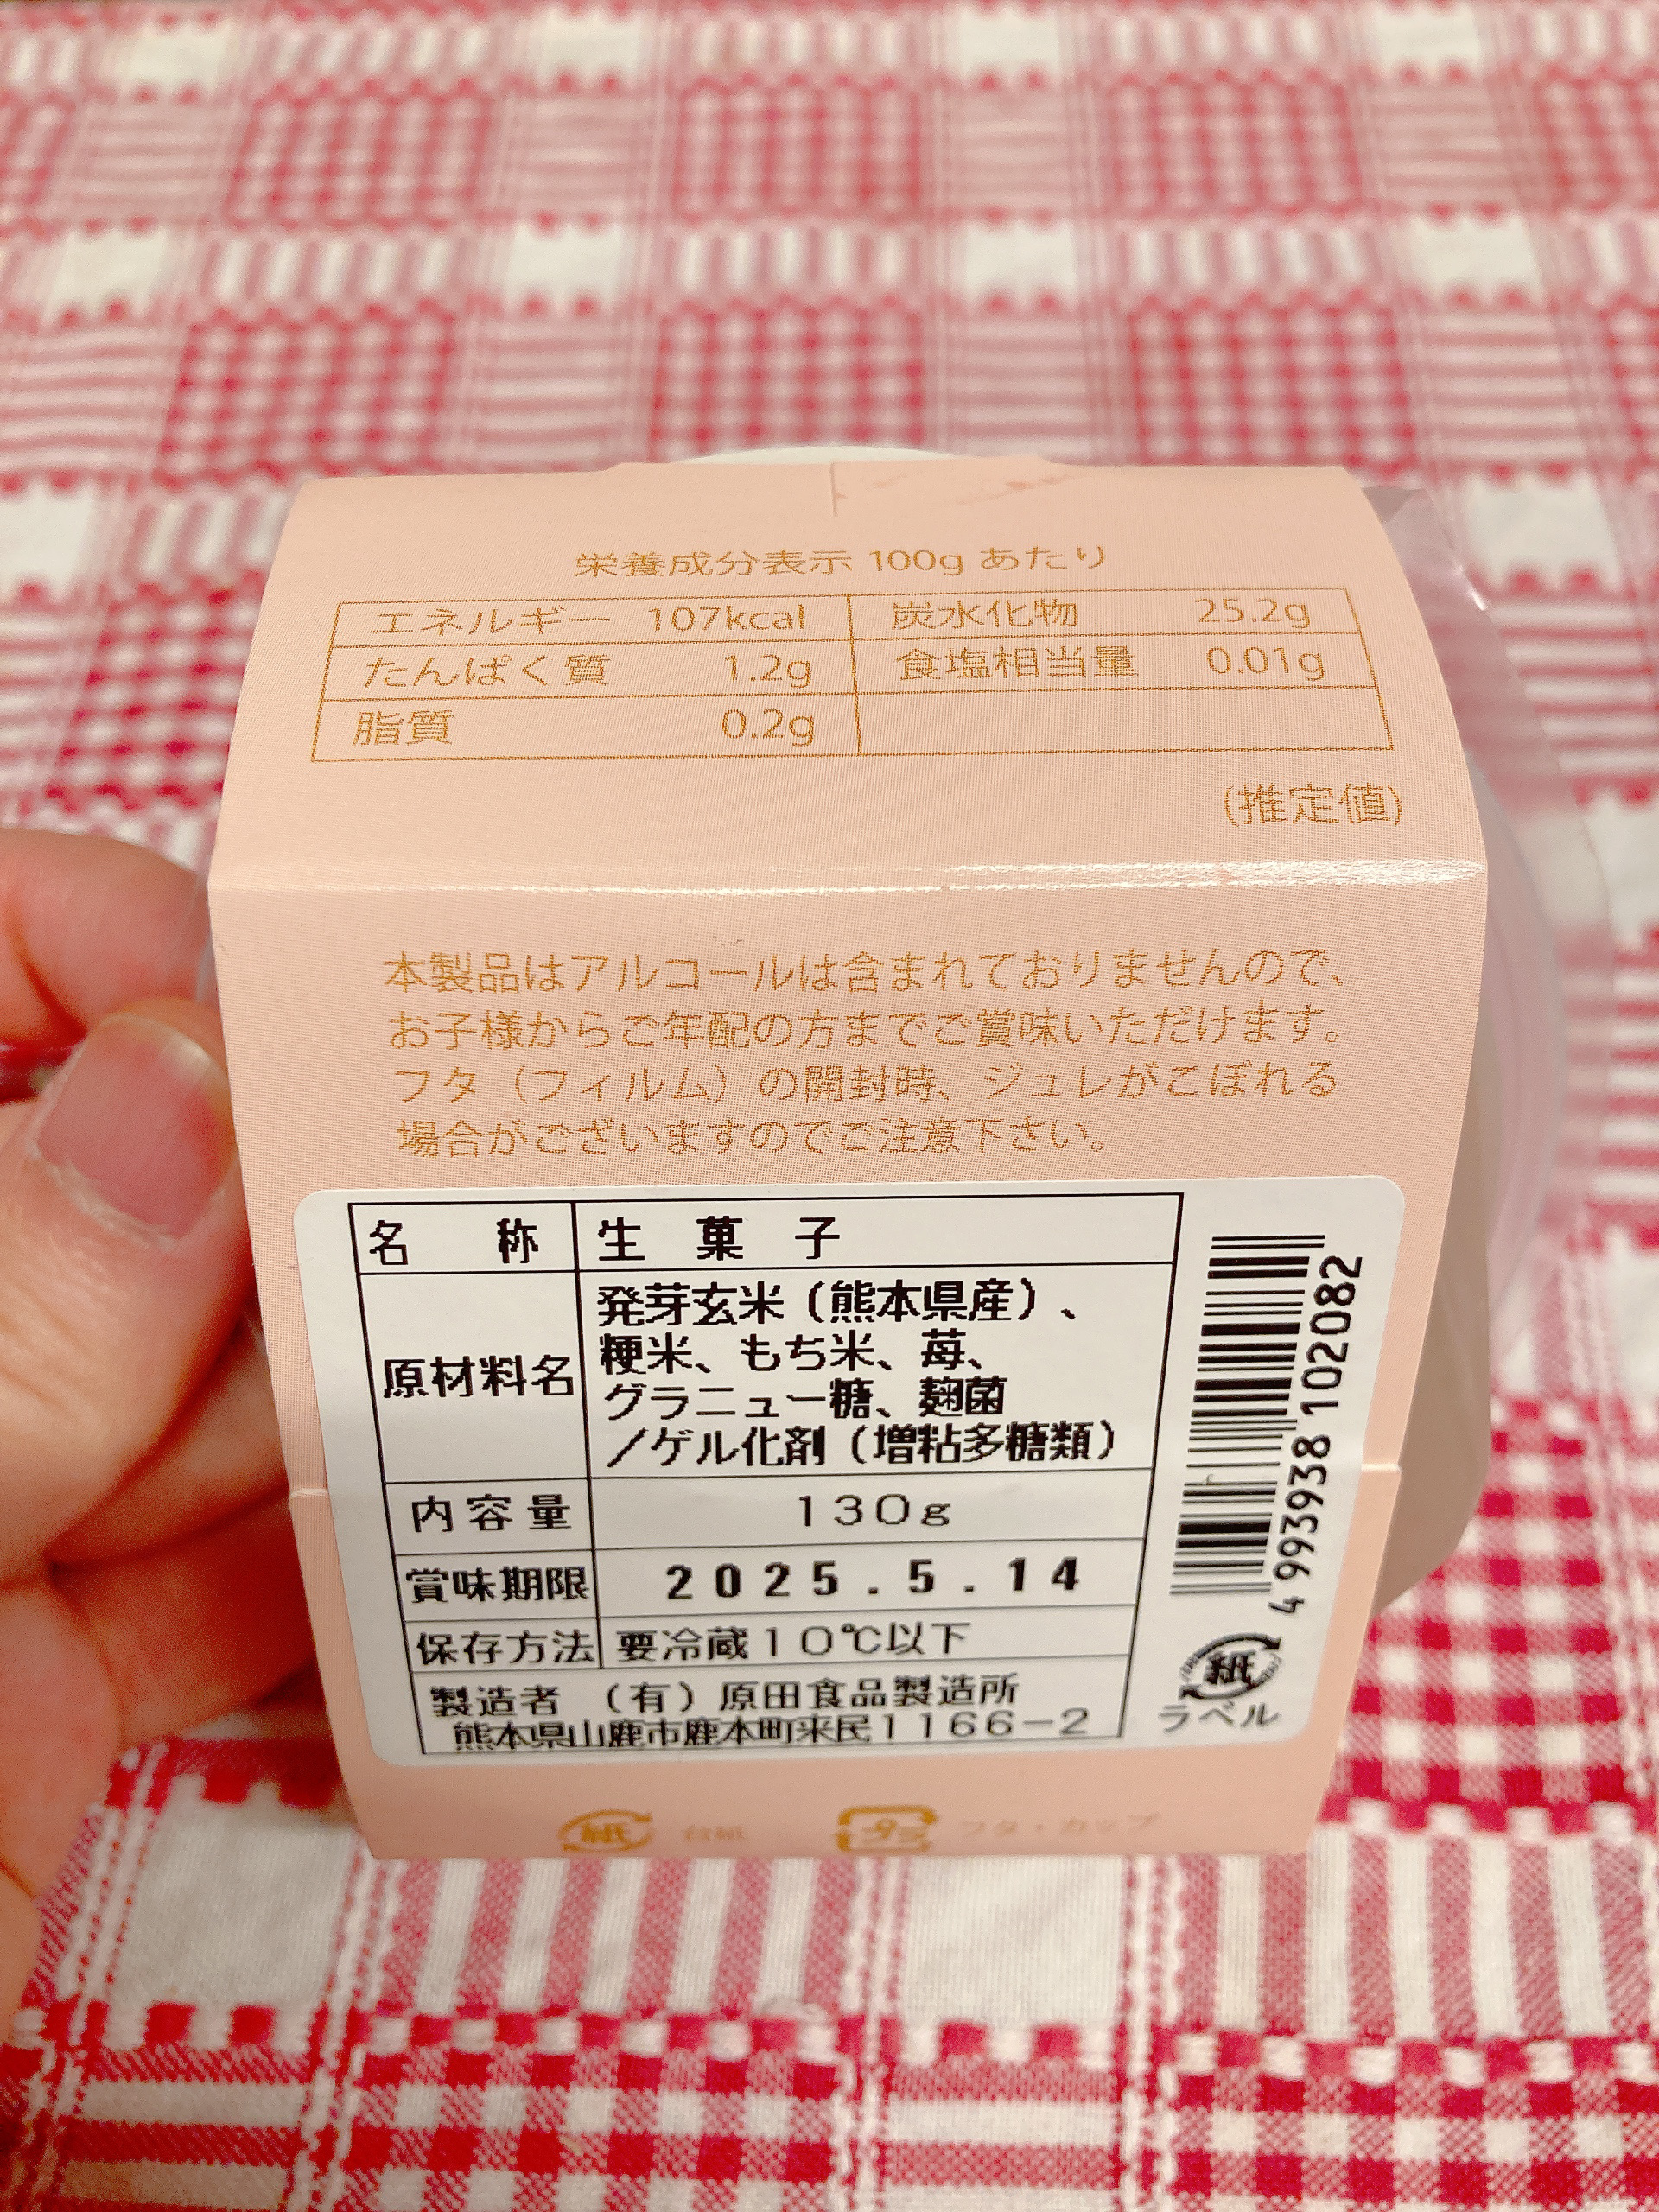 栄養成分表示 100g あたり
エネルギー 107kcal 炭水化物 25.2g
たんぱく質 1.2g 食塩相当量 0.01g
脂質 0.2g
(推定値)
本製品はアルコールは含まれておりませんので、
お子様からご年配の方までご賞味いただけます。
フタ（フィルム）の開封時、ジュレがこぼれる
場合がございますのでご注意下さい。
名 称 生 菓 子
原材料名 発芽玄米（熊本県産）、
粳米、もち米、苺、
グラニュー糖、麹菌
／ゲル化剤（増粘多糖類）
内容量 130g
賞味期限 2025.5.14
保存方法 要冷蔵10℃以下
製造者 （有）原田食品製造所
熊本県山鹿市鹿本町来民1166－2
4993938102082
紙
ラベル
紙 台紙 プラ フタ・カップ